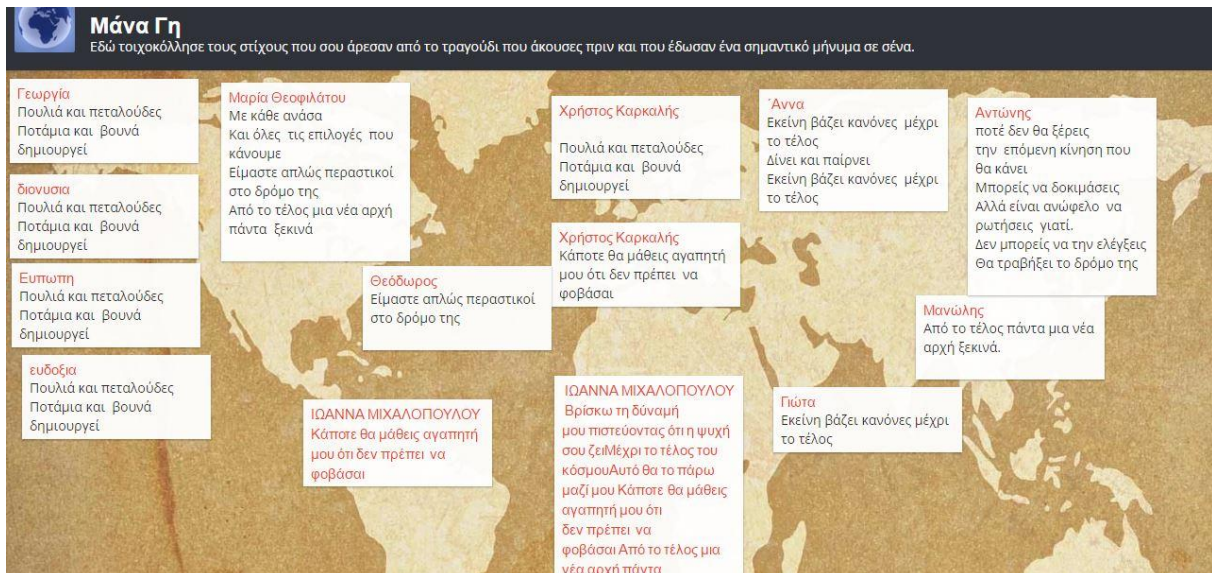 Μάνα Γη
Εδώ τοιχοκόλλησε τους στίχους που σου άρεσαν από το τραγούδι που άκουσες πριν και που έδωσαν ένα σημαντικό μήνυμα σε σένα.
Γεωργία
Πουλιά και πεταλούδες
Ποτάμια και βουνά
δημιουργεί
διονυσια
Πουλιά και πεταλούδες
Ποτάμια και βουνά
δημιουργεί
Ευπωπη
Πουλιά και πεταλούδες
Ποτάμια και βουνά
δημιουργεί
ευδοξια
Πουλιά και πεταλούδες
Ποτάμια και βουνά
δημιουργεί
Μαρία Θεοφιλάτου
Με κάθε ανάσα
Και όλες τις επιλογές που
κάνουμε
Είμαστε απλώς περαστικοί
στο δρόμο της
Από το τέλος μια νέα αρχή
πάντα ξεκινά
Θεόδωρος
Είμαστε απλώς περαστικοί
στο δρόμο της
ΙΩΑΝΝΑ ΜΙΧΑΛΟΠΟΥΛΟΥ
Κάποτε θα μάθεις αγαπητή
μου ότι δεν πρέπει να
φοβάσαι
Χρήστος Καρκαλής
Πουλιά και πεταλούδες
Ποτάμια και βουνά
δημιουργεί
Χρήστος Καρκαλής
Κάποτε θα μάθεις αγαπητή
μου ότι δεν πρέπει να
φοβάσαι
ΙΩΑΝΝΑ ΜΙΧΑΛΟΠΟΥΛΟΥ
Βρίσκω τη δύναμή
μου πιστεύοντας ότι η ψυχή
σου ζειΜέχρι το τέλος του
κόσμουΑυτό θα το πάρω
μαζί μου Κάποτε θα μάθεις
αγαπητή μου ότι
δεν πρέπει να
φοβάσαι Από το τέλος μια
νέα αρχή πάντα
Άννα
Εκείνη βάζει κανόνες μέχρι
το τέλος
Δίνει και παίρνει
Εκείνη βάζει κανόνες μέχρι
το τέλος
Γιώτα
Εκείνη βάζει κανόνες μέχρι
το τέλος
Αντώνης
ποτέ δεν θα ξέρεις
την επόμενη κίνηση που
θα κάνει
Μπορείς να δοκιμάσεις
Αλλά είναι ανώφελο να
ρωτήσεις γιατί.
Δεν μπορείς να την ελέγξεις
Θα τραβήξει το δρόμο της
Μανώλης
Από το τέλος πάντα μια νέα
αρχή ξεκινά.